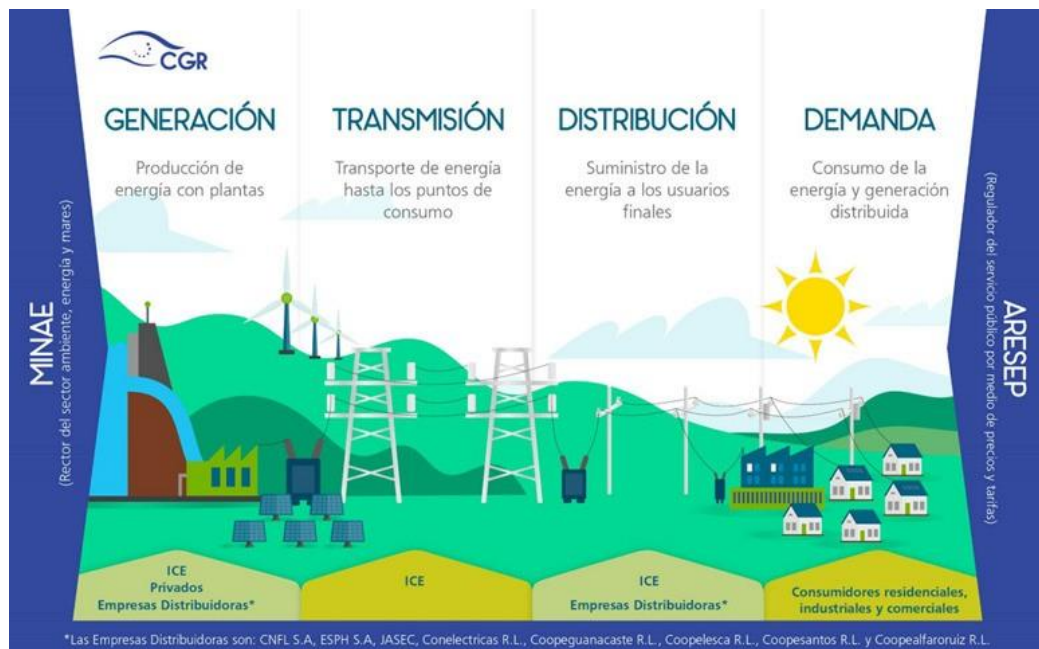 CGR
GENERACIÓN
Producción de
energía con plantas
TRANSMISIÓN
Transporte de energía
hasta los puntos de
consumo
DISTRIBUCIÓN
Suministro de la
energía a los usuarios
finales
DEMANDA
Consumo de la
energía y generación
distribuida
MINAE
(Rector del sector ambiente, energía y mares)
ARESEP
(Regulador del servicio público por medio de precios y tarifas)
ICE
Privados
Empresas Distribuidoras*
ICE
ICE
Empresas Distribuidoras*
Consumidores residenciales,
industriales y comerciales
*Las Empresas Distribuidoras son: CNFL S.A, ESPH S.A, JASEC, Conelectricas R.L., Coopeguanacaste R.L., Coopelesca R.L., Coopesantos R.L. y Coopealfaroruiz R.L.